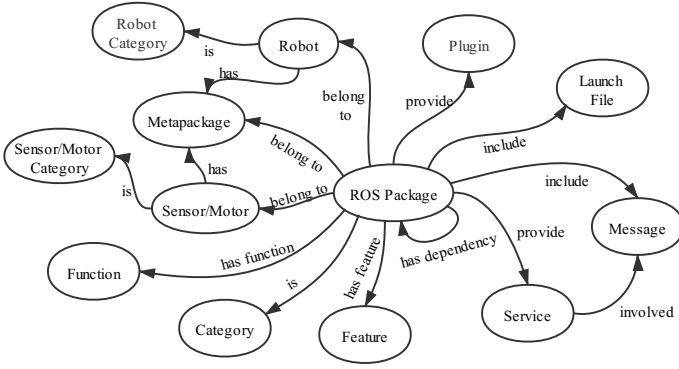 Robot
Category
is
Robot
has
Plugin
belong
to
provide
Launch
File
Metapackage
include
Sensor/Motor
Category
belong to
has
include
is
belong to
ROS Package
Sensor/Motor
Message
has function
has feature
has dependency
provide
Function
is
Category
Feature
Service
involved